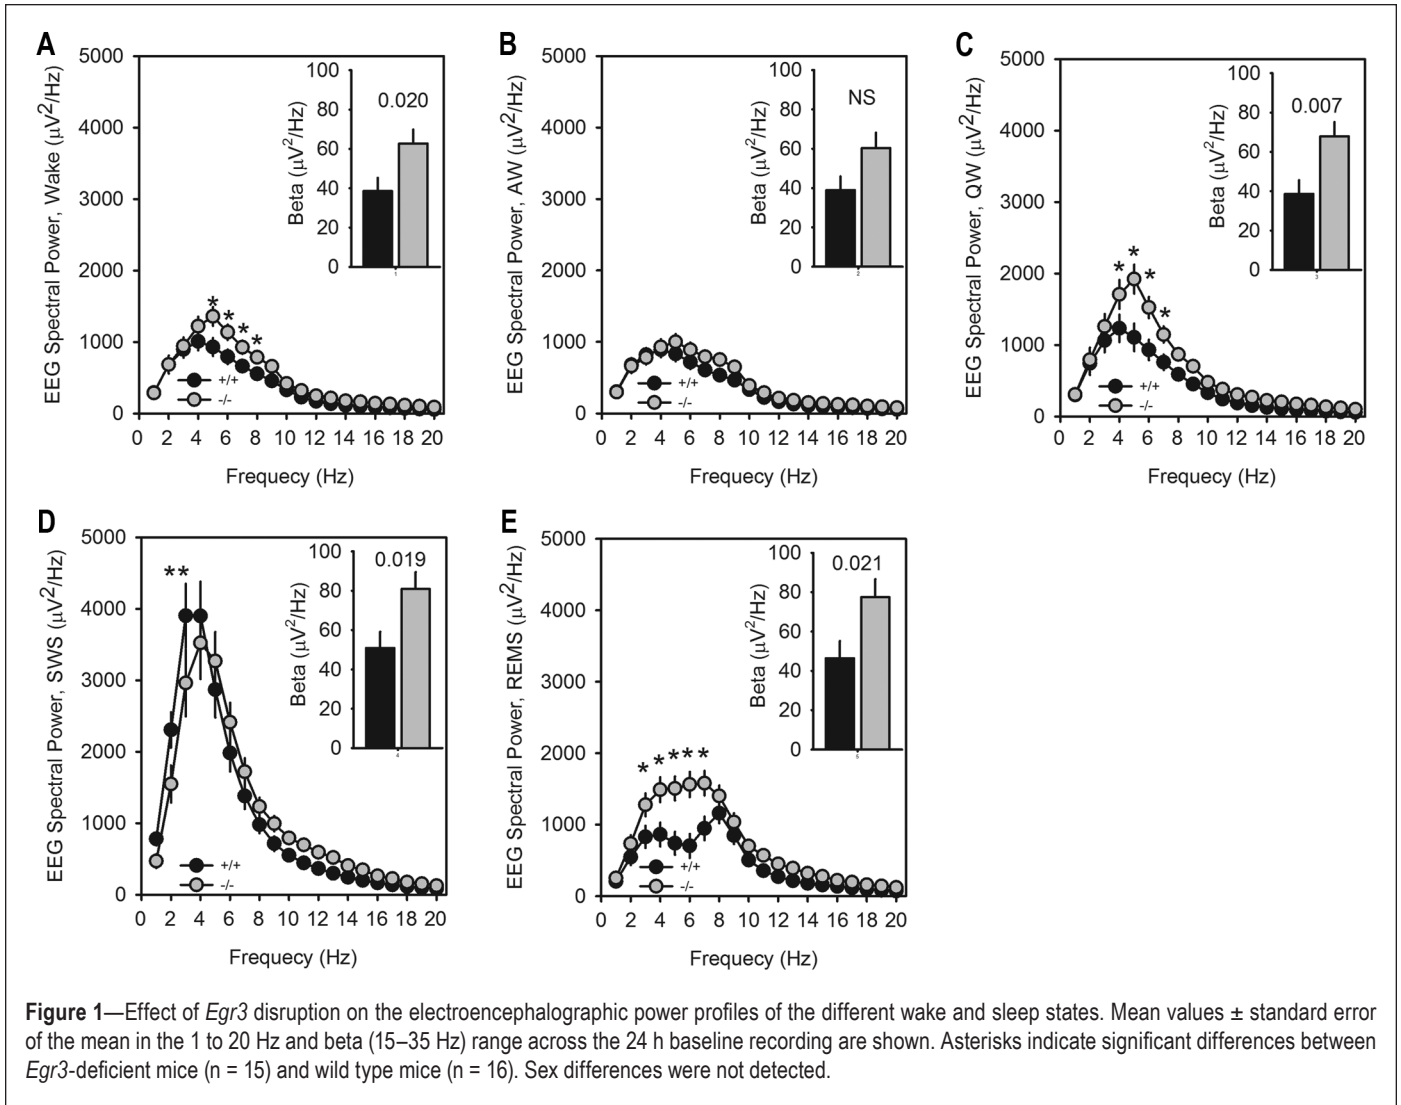 A
EEG Spectral Power, Wake (μV²/Hz)
5000
4000
3000
2000
1000
0
0 2 4 6 8 10 12 14 16 18 20
Frequecy (Hz)
+/+
-/-
* * * *
Beta (μV²/Hz)
100
80
60
40
20
0
0.020
1
B
EEG Spectral Power, AW (μV²/Hz)
5000
4000
3000
2000
1000
0
0 2 4 6 8 10 12 14 16 18 20
Frequecy (Hz)
+/+
-/-
Beta (μV²/Hz)
100
80
60
40
20
0
NS
2
C
EEG Spectral Power, QW (μV²/Hz)
5000
4000
3000
2000
1000
0
0 2 4 6 8 10 12 14 16 18 20
Frequecy (Hz)
+/+
-/-
* * * *
Beta (μV²/Hz)
100
80
60
40
20
0
0.007
3
D
EEG Spectral Power, SWS (μV²/Hz)
5000
4000
3000
2000
1000
0
0 2 4 6 8 10 12 14 16 18 20
Frequecy (Hz)
+/+
-/-
**
Beta (μV²/Hz)
100
80
60
40
20
0
0.019
4
E
EEG Spectral Power, REMS (μV²/Hz)
5000
4000
3000
2000
1000
0
0 2 4 6 8 10 12 14 16 18 20
Frequecy (Hz)
+/+
-/-
* * * * *
Beta (μV²/Hz)
100
80
60
40
20
0
0.021
5
Figure 1—Effect of Egr3 disruption on the electroencephalographic power profiles of the different wake and sleep states. Mean values ± standard error
of the mean in the 1 to 20 Hz and beta (15–35 Hz) range across the 24 h baseline recording are shown. Asterisks indicate significant differences between
Egr3-deficient mice (n = 15) and wild type mice (n = 16). Sex differences were not detected.